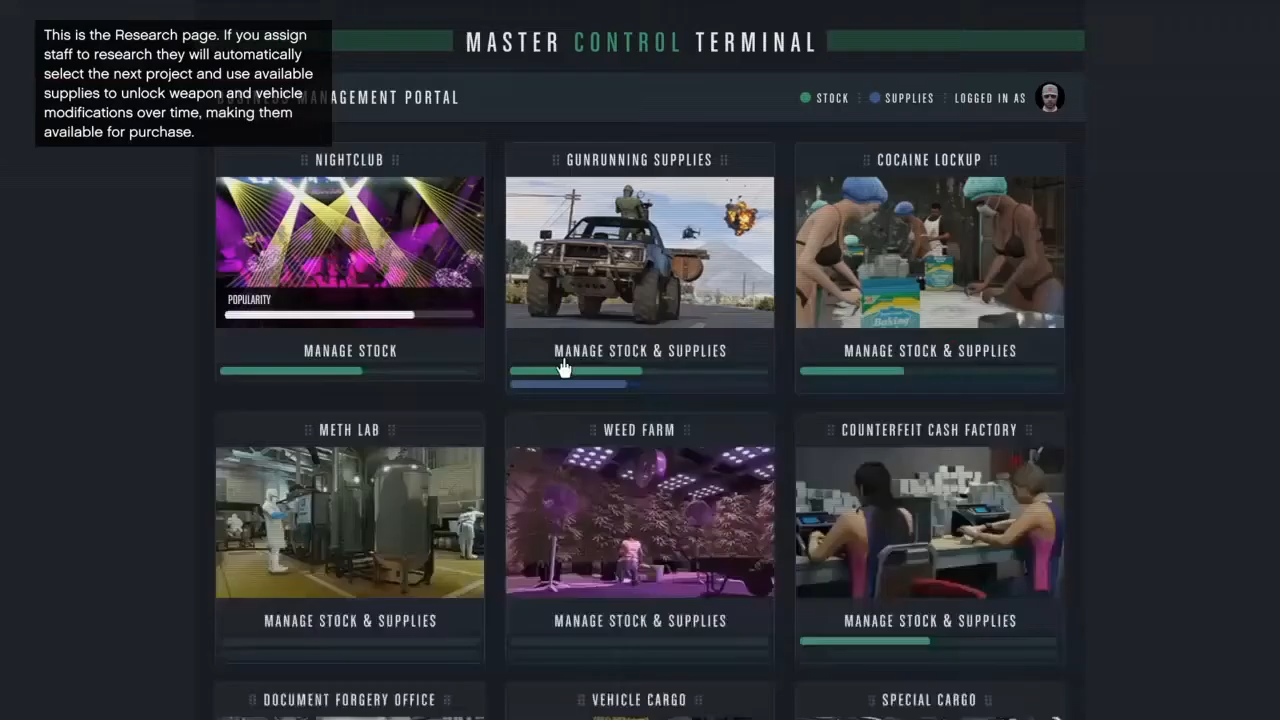 This is the Research page. If you assign
staff to research they will automatically
select the next project and use available
supplies to unlock weapon and vehicle
modifications over time, making them
available for purchase.
MASTER CONTROL TERMINAL
BUSINESS MANAGEMENT PORTAL
STOCK
SUPPLIES
LOGGED IN AS
NIGHTCLUB
GUNRUNNING SUPPLIES
COCAINE LOCKUP
POPULARITY
Baking
MANAGE STOCK
MANAGE STOCK & SUPPLIES
MANAGE STOCK & SUPPLIES
METH LAB
WEED FARM
COUNTERFEIT CASH FACTORY
MANAGE STOCK & SUPPLIES
MANAGE STOCK & SUPPLIES
MANAGE STOCK & SUPPLIES
DOCUMENT FORGERY OFFICE
VEHICLE CARGO
SPECIAL CARGO